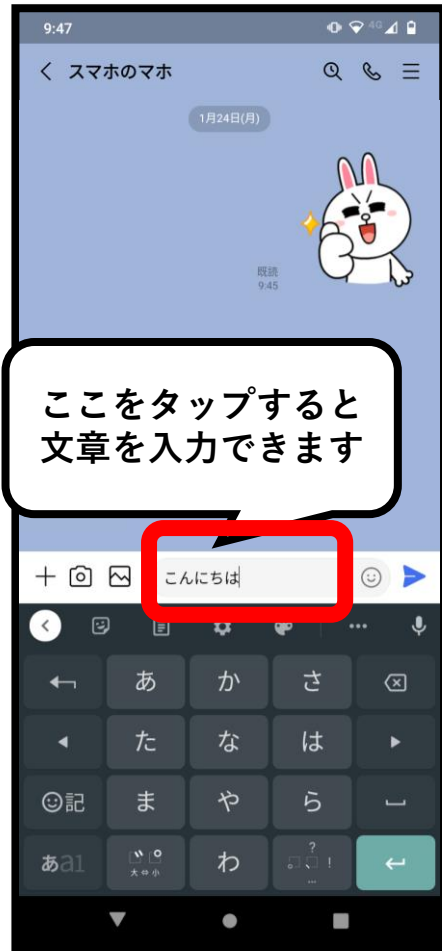 9:47
4G
スマホのマホ
1月24日(月)
既読
9:45
ここをタップすると
文章を入力できます
こんにちは
あ か さ
た な は
記 ま や ら
あa1 大⇔小 わ 。、?!…